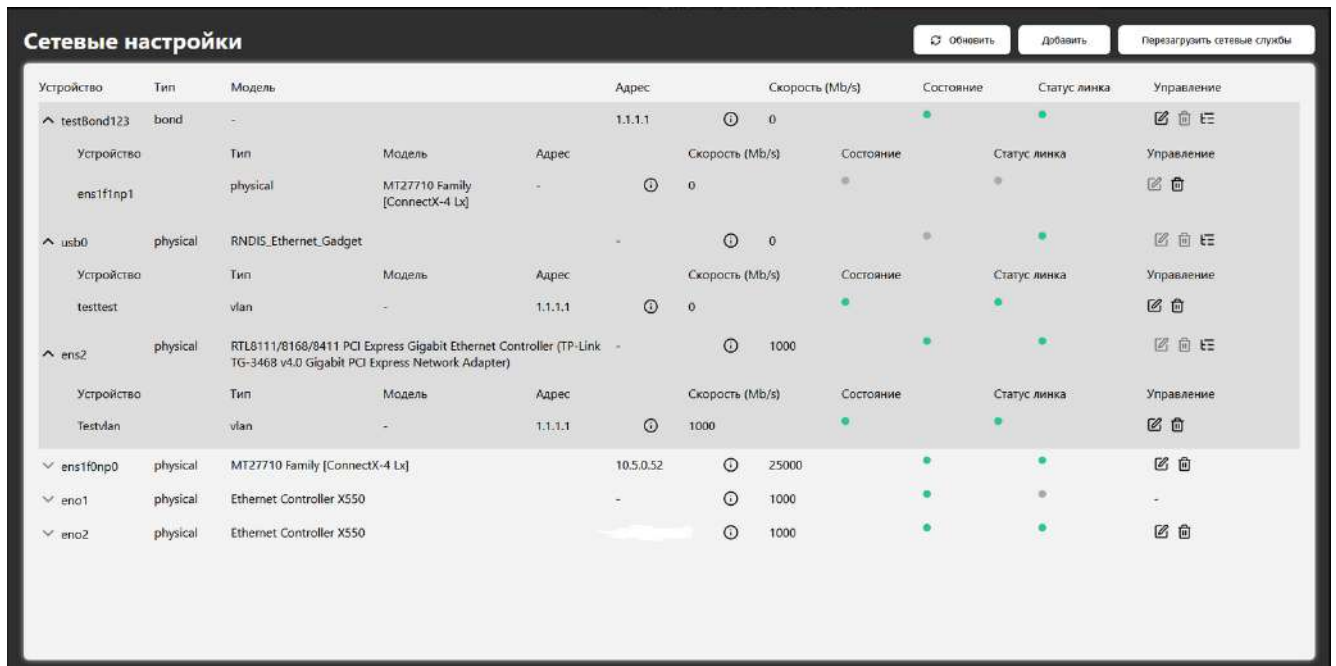 Сетевые настройки
Обновить
Добавить
Перезагрузить сетевые службы
Устройство Тип Модель Адрес Скорость (Mb/s) Состояние Статус линка Управление
testBond123 bond - 1.1.1.1 0
Устройство Тип Модель Адрес Скорость (Mb/s) Состояние Статус линка Управление
ens1f1np1 physical MT27710 Family - 0
[ConnectX-4 Lx]
usb0 physical RNDIS_Ethernet_Gadget - 0
Устройство Тип Модель Адрес Скорость (Mb/s) Состояние Статус линка Управление
testtest vlan - 1.1.1.1 0
ens2 physical RTL8111/8168/8411 PCI Express Gigabit Ethernet Controller (TP-Link - 1000
TG-3468 v4.0 Gigabit PCI Express Network Adapter)
Устройство Тип Модель Адрес Скорость (Mb/s) Состояние Статус линка Управление
Testvlan vlan - 1.1.1.1 1000
ens1f0np0 physical MT27710 Family [ConnectX-4 Lx] 10.5.0.52 25000
eno1 physical Ethernet Controller X550 - 1000 -
eno2 physical Ethernet Controller X550 1000